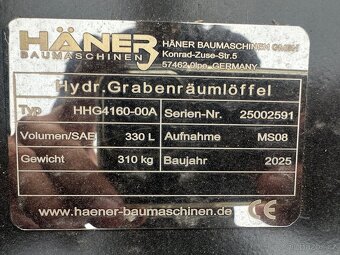 HÄNER
BAUMASCHINEN
HÄNER BAUMASCHINEN GMBH
Konrad-Zuse-Str.5
57462 Olpe, GERMANY
Hydr.Grabenräumlöffel
Typ HHG4160-00A Serien-Nr. 25002591
Volumen/SAE 330 L Aufnahme MS08
Gewicht 310 kg Baujahr 2025
www.haener-baumaschinen.de CE